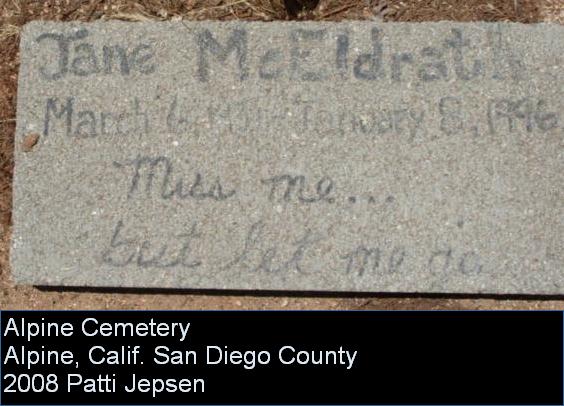 Jane McEldrath
March 6, - January 8, 1996
Miss me...
but let me go
Alpine Cemetery
Alpine, Calif. San Diego County
2008 Patti Jepsen